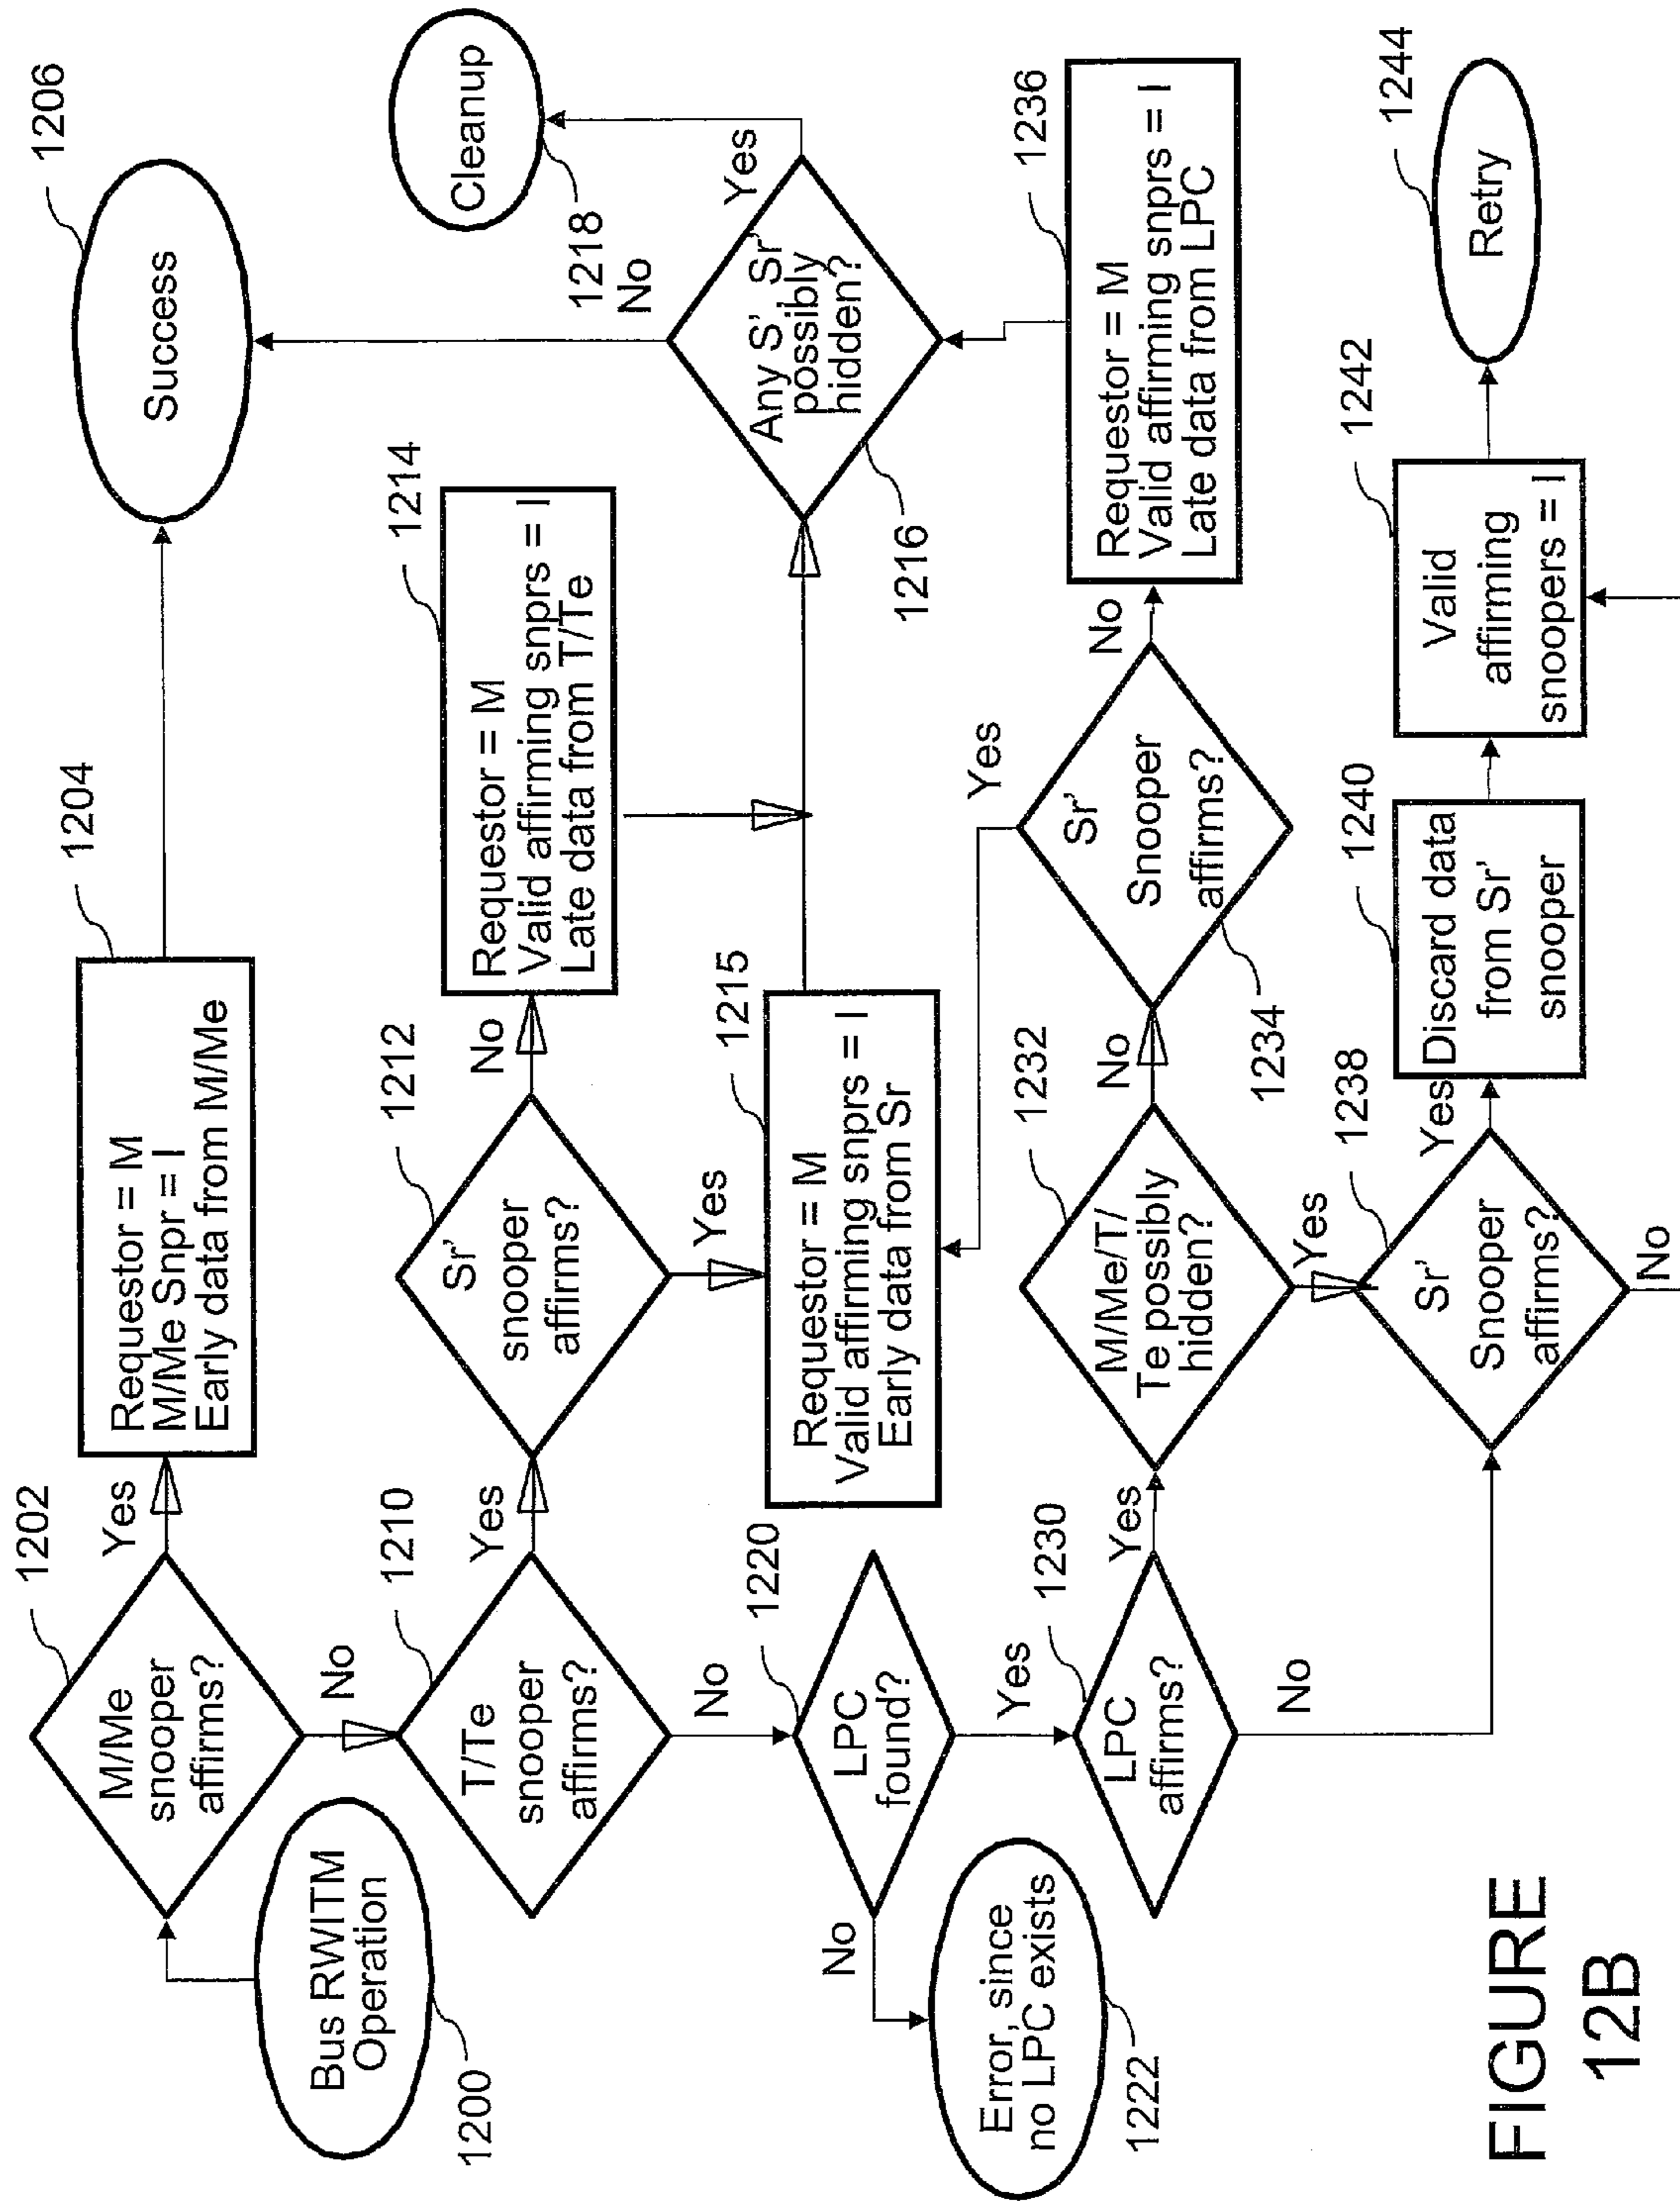 1200
Bus RWITM
Operation
1202
M/Me
snooper
affirms?
Yes
No
1204
Requestor = M
M/Me Snpr = I
Early data from M/Me
1206
Success
1210
T/Te
snooper
affirms?
Yes
No
1212
Sr'
snooper
affirms?
No
Yes
1214
Requestor = M
Valid affirming snprs = I
Late data from T/Te
1215
Requestor = M
Valid affirming snprs = I
Early data from Sr
1216
Any S' Sr'
possibly
hidden?
No
Yes
1218
Cleanup
1220
LPC
found?
No
Yes
1222
Error, since
no LPC exists
1230
LPC
affirms?
Yes
No
1232
M/Me/T/
Te possibly
hidden?
No
Yes
1234
Sr'
Snooper
affirms?
Yes
No
1236
Requestor = M
Valid affirming snprs = I
Late data from LPC
1238
Sr'
Snooper
affirms?
Yes
No
1240
Discard data
from Sr'
snooper
1242
Valid
affirming
snoopers = I
1244
Retry
FIGURE
12B